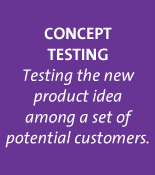 CONCEPT
TESTING
Testing the new
product idea
among a set of
potential customers.